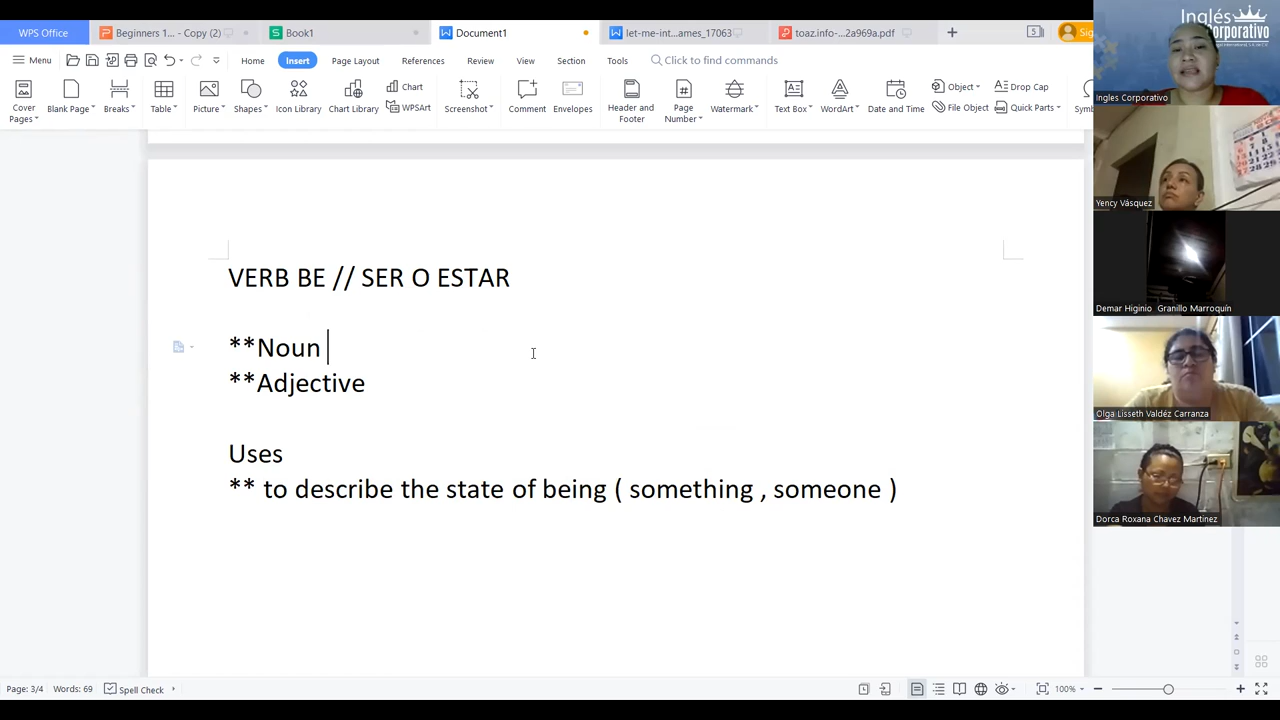 WPS Office
Beginners 1... - Copy (2)
Book1
Document1
let-me-int...ames_17063
toaz.info-...2a969a.pdf
5
Sig
Menu
Home
Insert
Page Layout
References
Review
View
Section
Tools
Click to find commands
Cover Pages
Blank Page
Breaks
Table
Picture
Shapes
Icon Library
Chart Library
Chart
WPSArt
Screenshot
Comment
Envelopes
Header and Footer
Page Number
Watermark
Text Box
WordArt
Date and Time
Object
File Object
Drop Cap
Quick Parts
Symb
VERB BE // SER O ESTAR
**Noun
**Adjective
Uses
** to describe the state of being ( something , someone )
Page: 3/4
Words: 69
Spell Check
100%
Inglés
Corporativo
Ingles Corporativo
Yency Vásquez
Demar Higinio Granillo Marroquín
Olga Lisseth Valdéz Carranza
Dorca Roxana Chavez Martinez